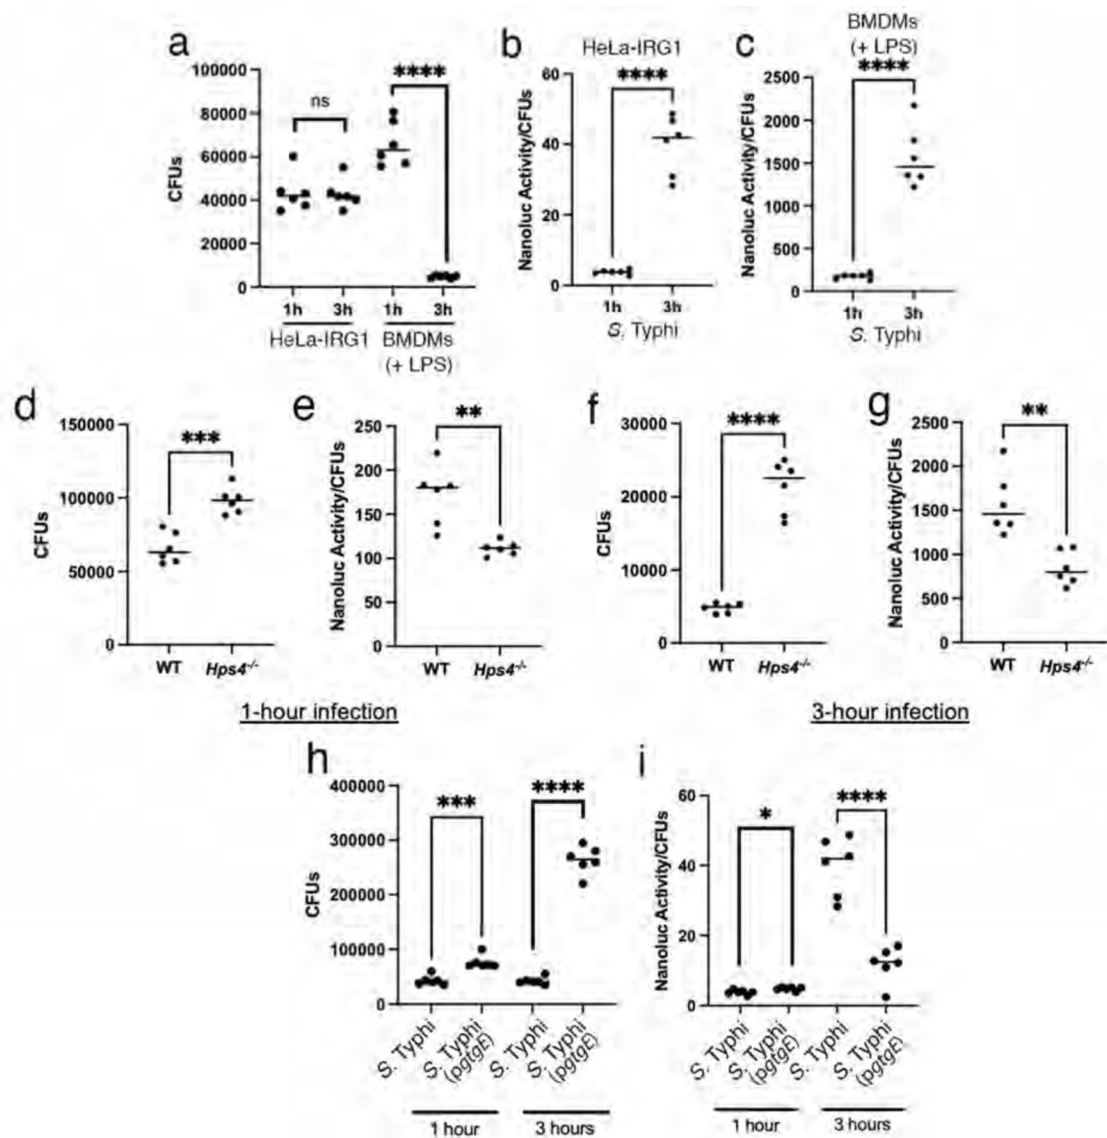 a
CFUs
100000
80000
60000
40000
20000
0
ns
****
1h
3h
1h
3h
HeLa-IRG1
BMDMs
(+ LPS)
b
HeLa-IRG1
Nanoluc Activity/CFUs
60
40
20
0
****
1h
3h
S. Typhi
c
BMDMs
(+ LPS)
Nanoluc Activity/CFUs
2500
2000
1500
1000
500
0
****
1h
3h
S. Typhi
d
CFUs
150000
100000
50000
0
***
WT
Hps4-/-
e
Nanoluc Activity/CFUs
250
200
150
100
50
0
**
WT
Hps4-/-
f
CFUs
30000
20000
10000
0
****
WT
Hps4-/-
g
Nanoluc Activity/CFUs
2500
2000
1500
1000
500
0
**
WT
Hps4-/-
1-hour infection
3-hour infection
h
CFUs
400000
300000
200000
100000
0
***
****
S. Typhi
S. Typhi
(pgtgE)
S. Typhi
S. Typhi
(pgtgE)
1 hour
3 hours
i
Nanoluc Activity/CFUs
60
40
20
0
*
****
S. Typhi
S. Typhi
(pgtgE)
S. Typhi
S. Typhi
(pgtgE)
1 hour
3 hours